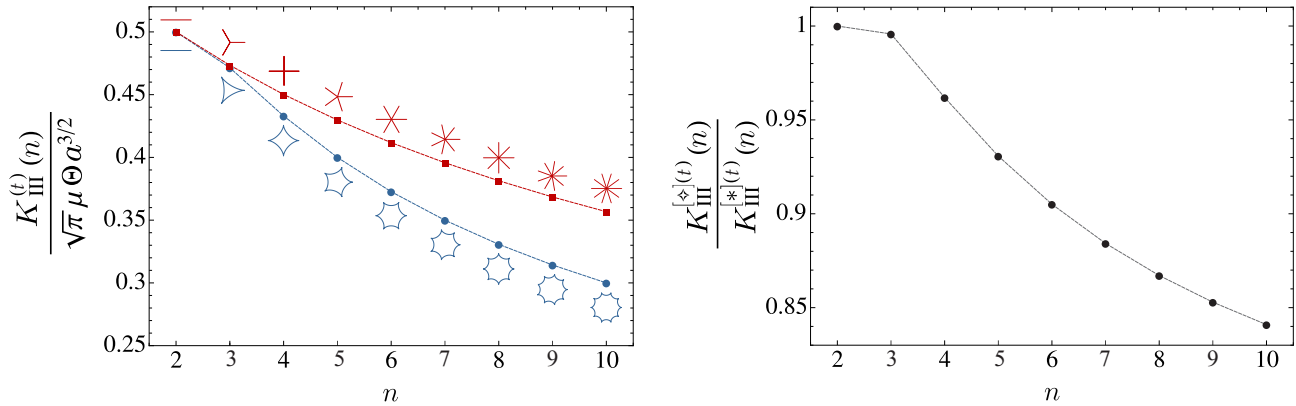 0.5
0.45
0.4
0.35
0.3
0.25
2 3 4 5 6 7 8 9 10
n
K_III^(t)(n)
√π μ Θ a^3/2
1
0.95
0.9
0.85
2 3 4 5 6 7 8 9 10
n
K_III^[✧](t)(n)
K_III^[*](t)(n)